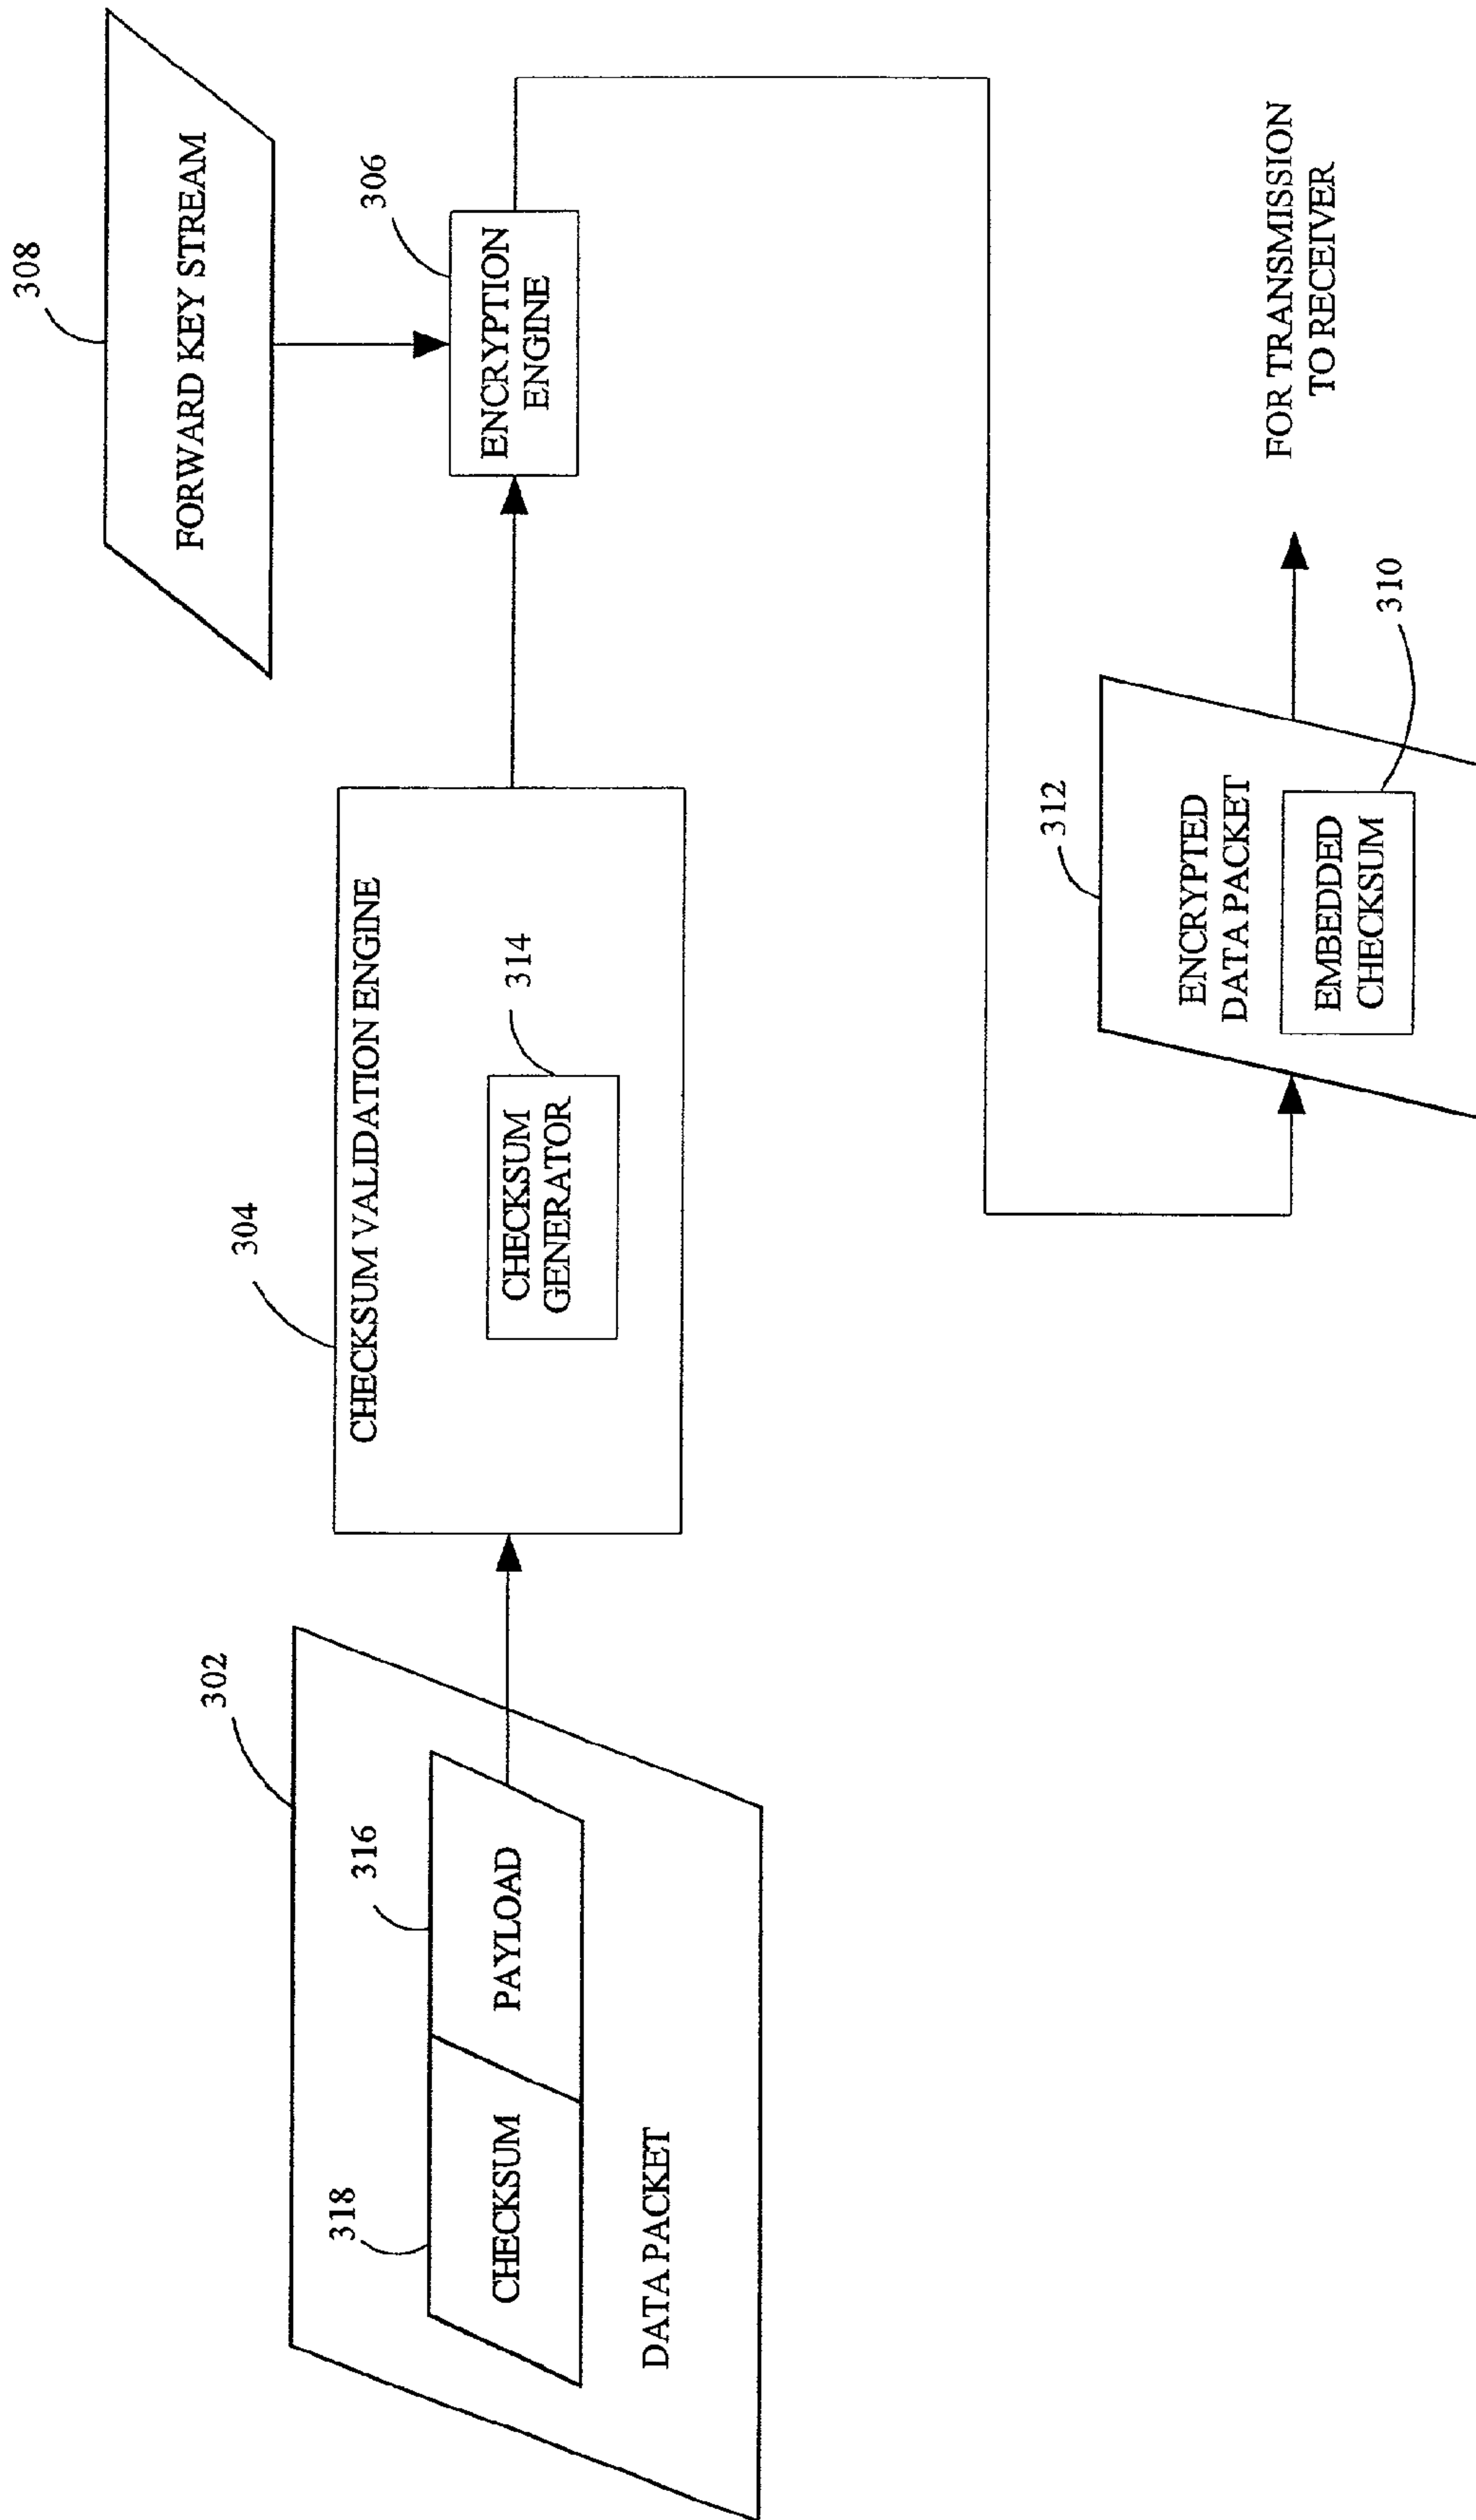 308
FORWARD KEY STREAM
306
ENCRYPTION
ENGINE
304
CHECKSUM VALIDATION ENGINE
314
CHECKSUM
GENERATOR
302
316
PAYLOAD
318
CHECKSUM
DATA PACKET
312
ENCRYPTED
DATA PACKET
EMBEDDED
CHECKSUM
310
FOR TRANSMISSION
TO RECEIVER